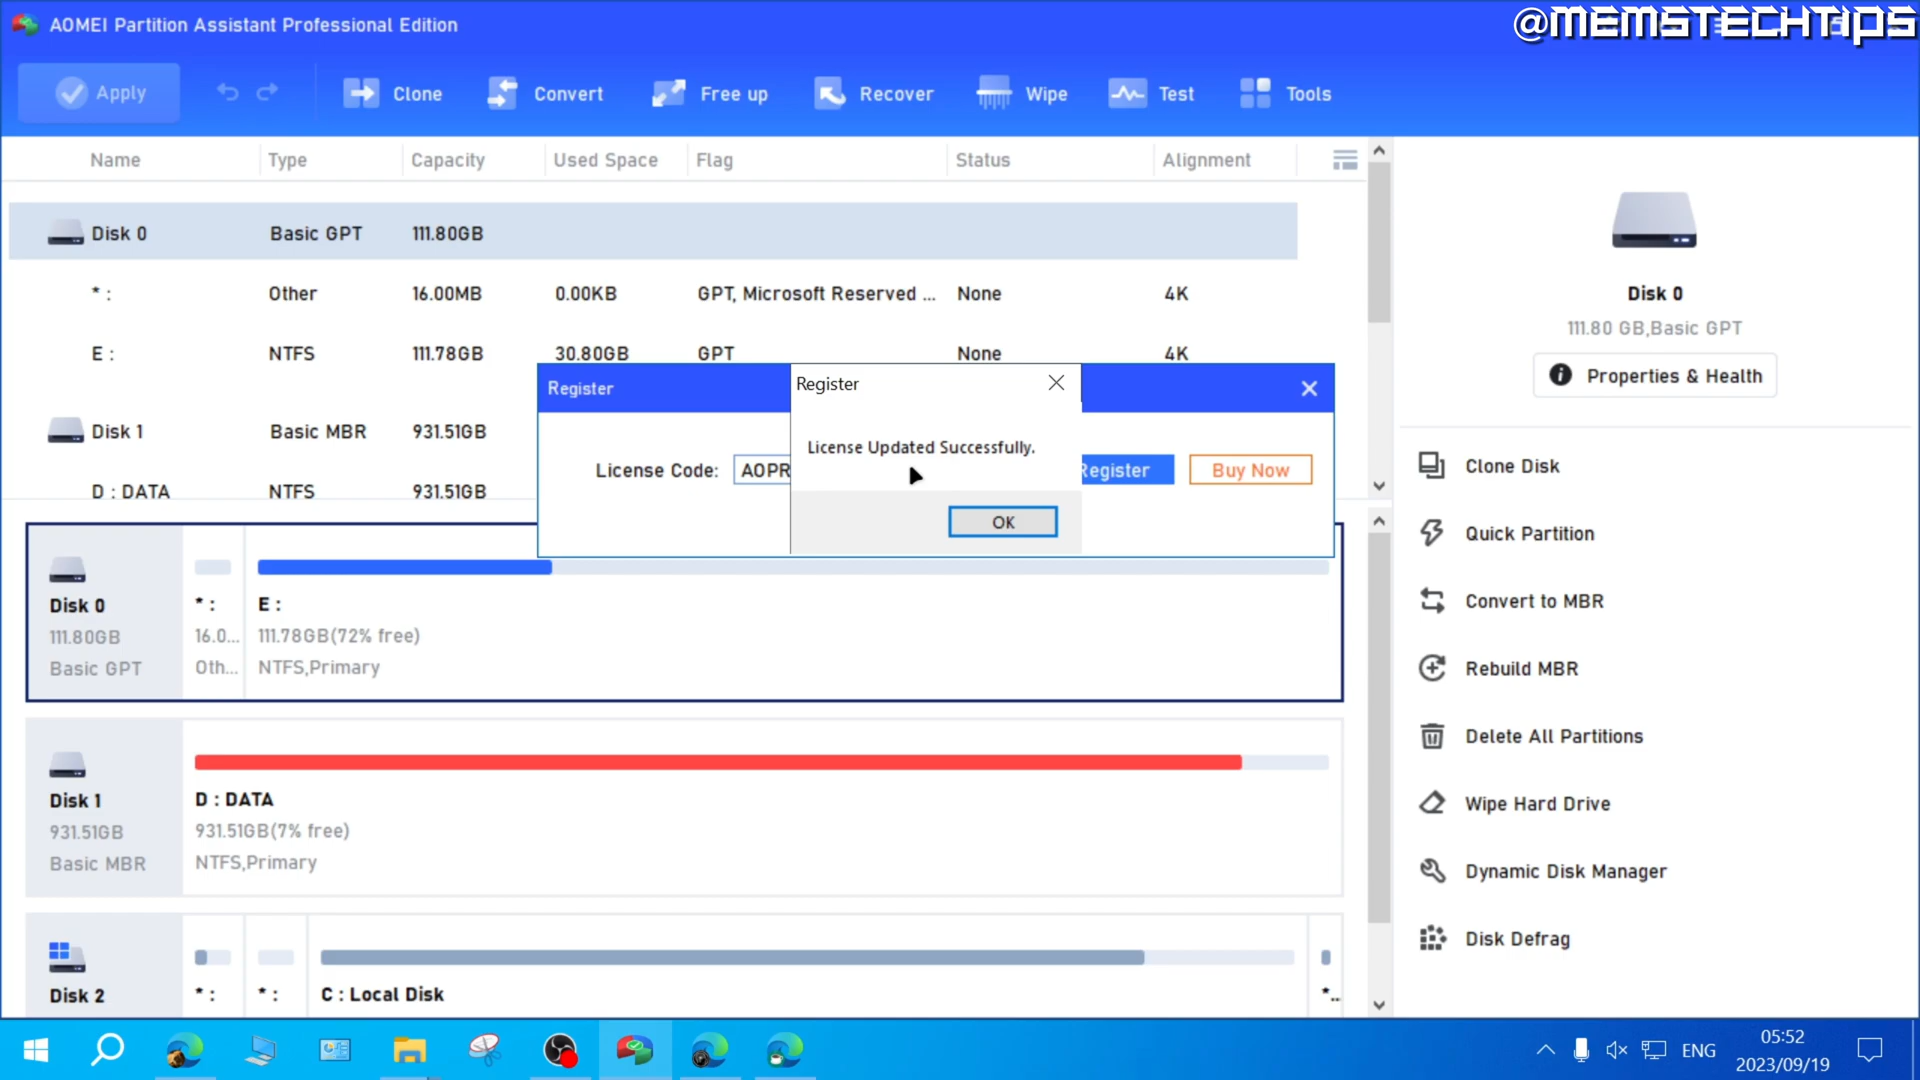 AOMEI Partition Assistant Professional Edition
@MEMSTECHTIPS
Apply
Clone
Convert
Free up
Recover
Wipe
Test
Tools
Name Type Capacity Used Space Flag Status Alignment
Disk 0 Basic GPT 111.80GB
* : Other 16.00MB 0.00KB GPT, Microsoft Reserved ... None 4K
E : NTFS 111.78GB 30.80GB GPT None 4K
Disk 1 Basic MBR 931.51GB
D : DATA NTFS 931.51GB
Register
License Code: AOPR
Register
Buy Now
Register
License Updated Successfully.
OK
Disk 0
111.80GB
Basic GPT
* :
16.0...
Oth...
E :
111.78GB(72% free)
NTFS,Primary
Disk 1
931.51GB
Basic MBR
D : DATA
931.51GB(7% free)
NTFS,Primary
Disk 2
* :
* :
C : Local Disk
*...
Disk 0
111.80 GB,Basic GPT
Properties & Health
Clone Disk
Quick Partition
Convert to MBR
Rebuild MBR
Delete All Partitions
Wipe Hard Drive
Dynamic Disk Manager
Disk Defrag
ENG
05:52
2023/09/19